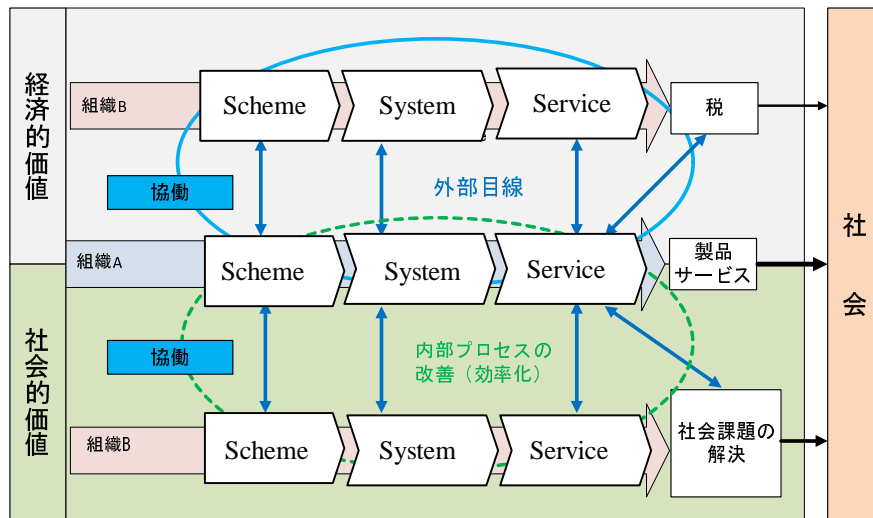 経済的価値
組織B
Scheme
System
Service
税
協働
外部目線
社会
組織A
Scheme
System
Service
製品
サービス
社会的価値
協働
内部プロセスの
改善（効率化）
組織B
Scheme
System
Service
社会課題の
解決